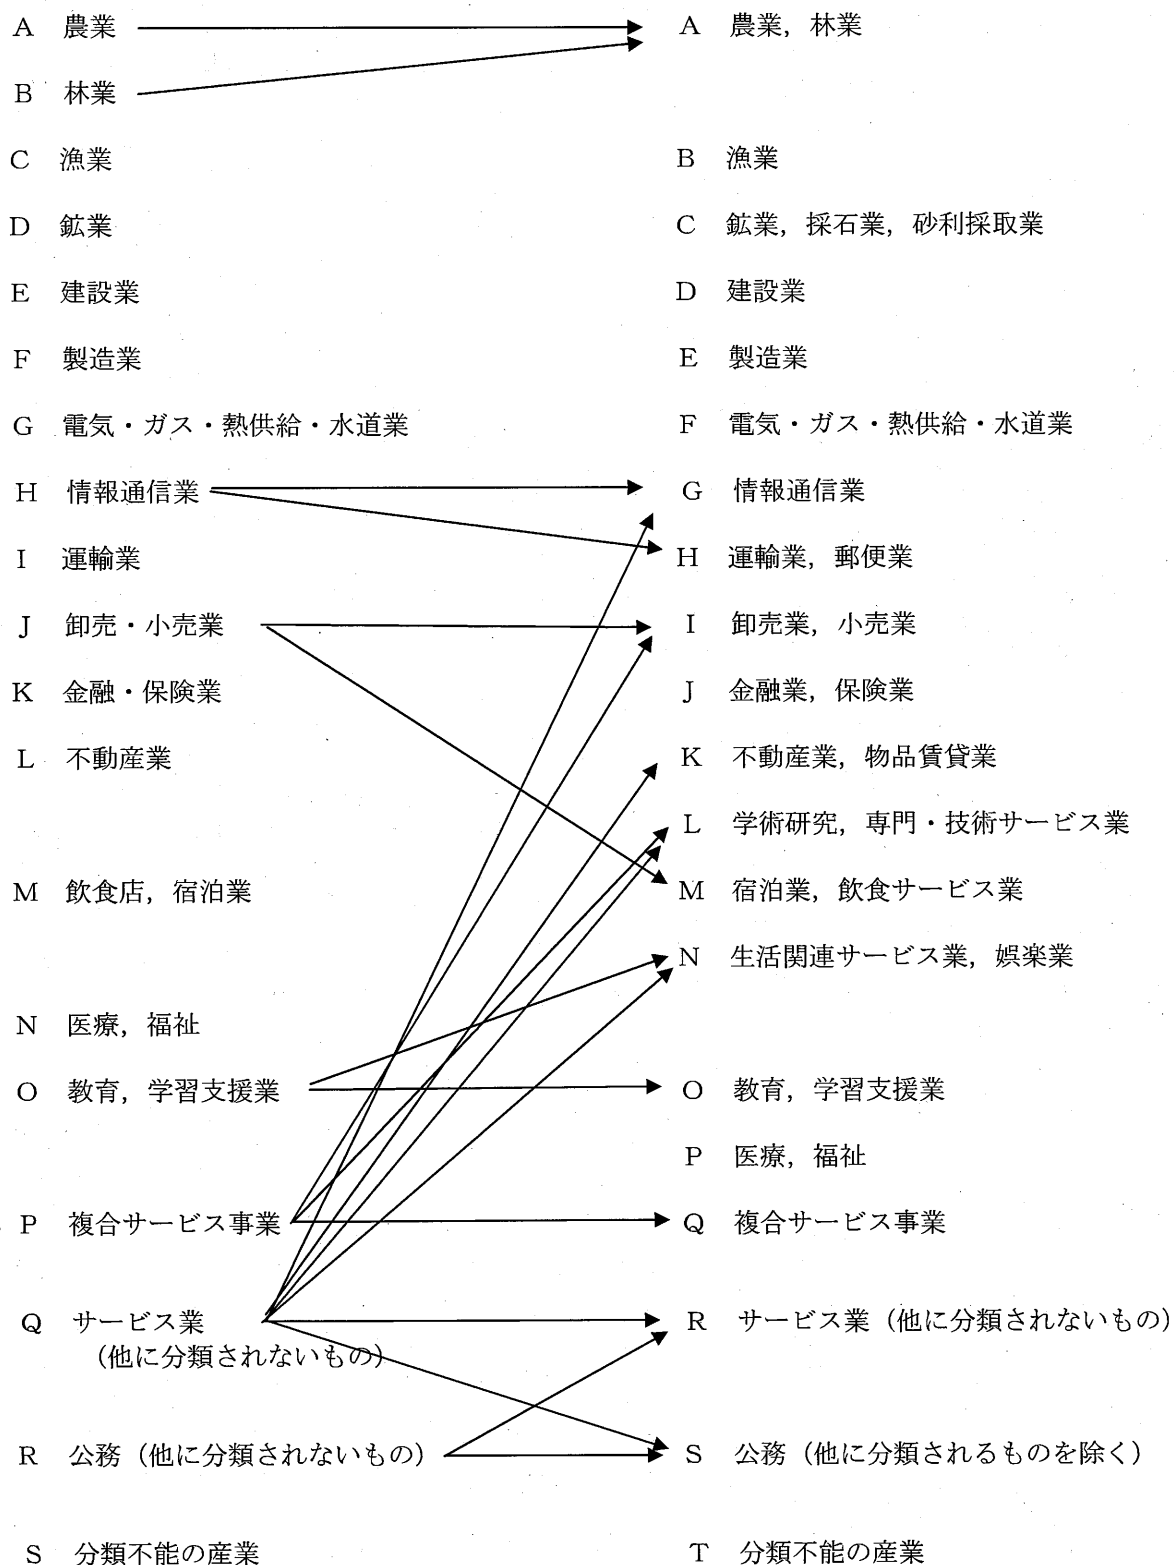 A 農業
A 農業，林業
B 林業
C 漁業
B 漁業
D 鉱業
C 鉱業，採石業，砂利採取業
E 建設業
D 建設業
F 製造業
E 製造業
G 電気・ガス・熱供給・水道業
F 電気・ガス・熱供給・水道業
H 情報通信業
G 情報通信業
I 運輸業
H 運輸業，郵便業
J 卸売・小売業
I 卸売業，小売業
K 金融・保険業
J 金融業，保険業
L 不動産業
K 不動産業，物品賃貸業
L 学術研究，専門・技術サービス業
M 飲食店，宿泊業
M 宿泊業，飲食サービス業
N 生活関連サービス業，娯楽業
N 医療，福祉
O 教育，学習支援業
O 教育，学習支援業
P 医療，福祉
P 複合サービス事業
Q 複合サービス事業
Q サービス業
（他に分類されないもの）
R サービス業（他に分類されないもの）
R 公務（他に分類されないもの）
S 公務（他に分類されるものを除く）
S 分類不能の産業
T 分類不能の産業